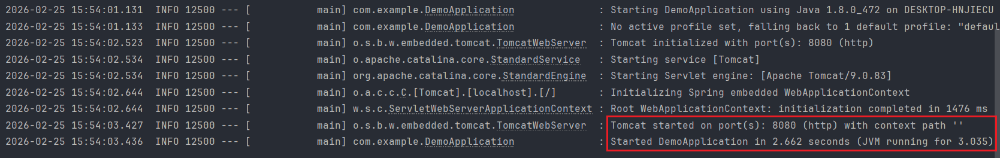 2026-02-25 15:54:01.131  INFO 12500 --- [           main] com.example.DemoApplication              : Starting DemoApplication using Java 1.8.0_472 on DESKTOP-HNJIECU
2026-02-25 15:54:01.133  INFO 12500 --- [           main] com.example.DemoApplication              : No active profile set, falling back to 1 default profile: "defaul
2026-02-25 15:54:02.523  INFO 12500 --- [           main] o.s.b.w.embedded.tomcat.TomcatWebServer  : Tomcat initialized with port(s): 8080 (http)
2026-02-25 15:54:02.534  INFO 12500 --- [           main] o.apache.catalina.core.StandardService   : Starting service [Tomcat]
2026-02-25 15:54:02.534  INFO 12500 --- [           main] org.apache.catalina.core.StandardEngine  : Starting Servlet engine: [Apache Tomcat/9.0.83]
2026-02-25 15:54:02.644  INFO 12500 --- [           main] o.a.c.c.C.[Tomcat].[localhost].[/]       : Initializing Spring embedded WebApplicationContext
2026-02-25 15:54:02.644  INFO 12500 --- [           main] w.s.c.ServletWebServerApplicationContext : Root WebApplicationContext: initialization completed in 1476 ms
2026-02-25 15:54:03.427  INFO 12500 --- [           main] o.s.b.w.embedded.tomcat.TomcatWebServer  : Tomcat started on port(s): 8080 (http) with context path ''
2026-02-25 15:54:03.436  INFO 12500 --- [           main] com.example.DemoApplication              : Started DemoApplication in 2.662 seconds (JVM running for 3.035)